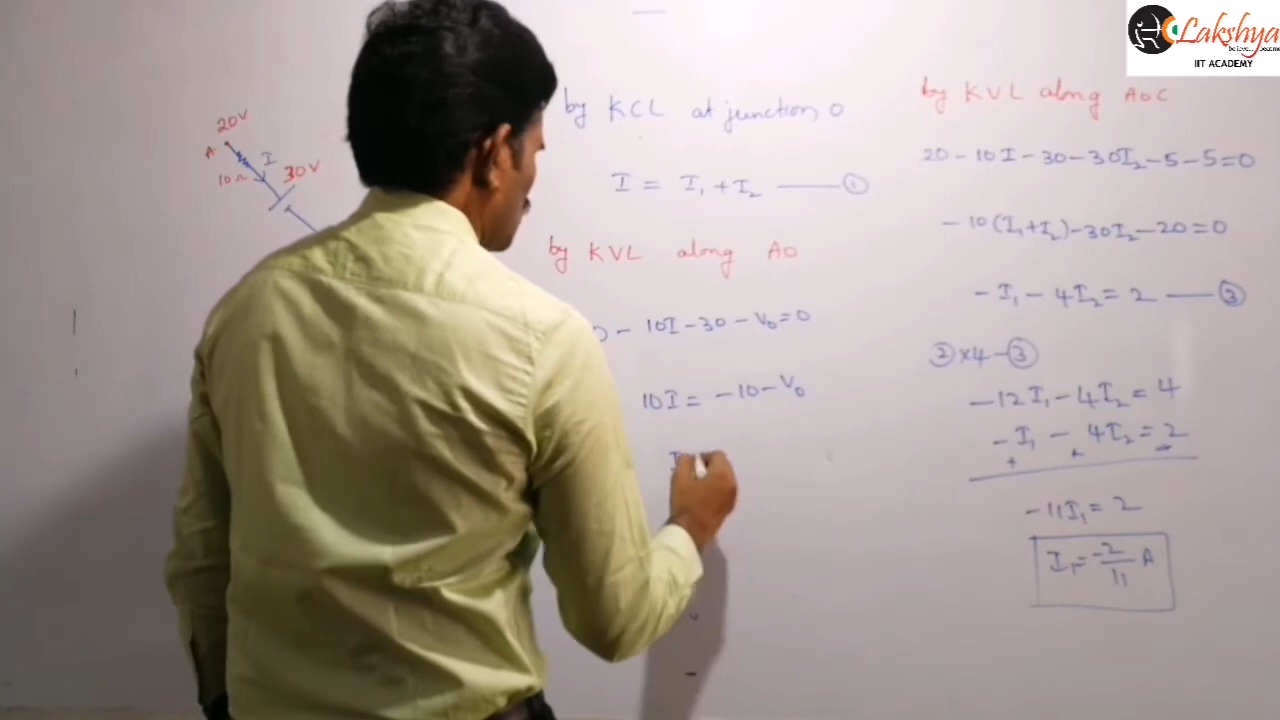 Lakshya
IIT ACADEMY
20V
A
I
10Ω
30V
by KCL at junction O
I = I₁ + I₂ —— ①
by KVL along AO
0 - 10I - 30 - V₀ = 0
10I = -10 - V₀
I
by KVL along AOC
20 - 10I - 30 - 30I₂ - 5 - 5 = 0
- 10(I₁+I₂) - 30I₂ - 20 = 0
- I₁ - 4I₂ = 2 —— ③
② x4 - ③
-12I₁ - 4I₂ = 4
- I₁ - 4I₂ = 2
+ +
-11I₁ = 2
I₁ = -2/11 A